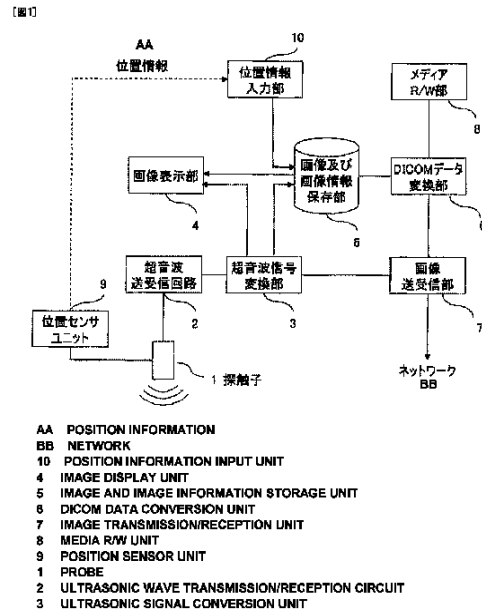 [図1]
10
AA
位置情報
位置情報
入力部
メディア
R/W部
8
画像表示部
画像及び
画像情報
保存部
DICOMデータ
変換部
4
5
6
超音波
送受信回路
超音波信号
変換部
画像
送受信部
9
2
3
7
位置センサ
ユニット
1 探触子
ネットワーク
BB
AA POSITION INFORMATION
BB NETWORK
10 POSITION INFORMATION INPUT UNIT
4 IMAGE DISPLAY UNIT
5 IMAGE AND IMAGE INFORMATION STORAGE UNIT
6 DICOM DATA CONVERSION UNIT
7 IMAGE TRANSMISSION/RECEPTION UNIT
8 MEDIA R/W UNIT
9 POSITION SENSOR UNIT
1 PROBE
2 ULTRASONIC WAVE TRANSMISSION/RECEPTION CIRCUIT
3 ULTRASONIC SIGNAL CONVERSION UNIT